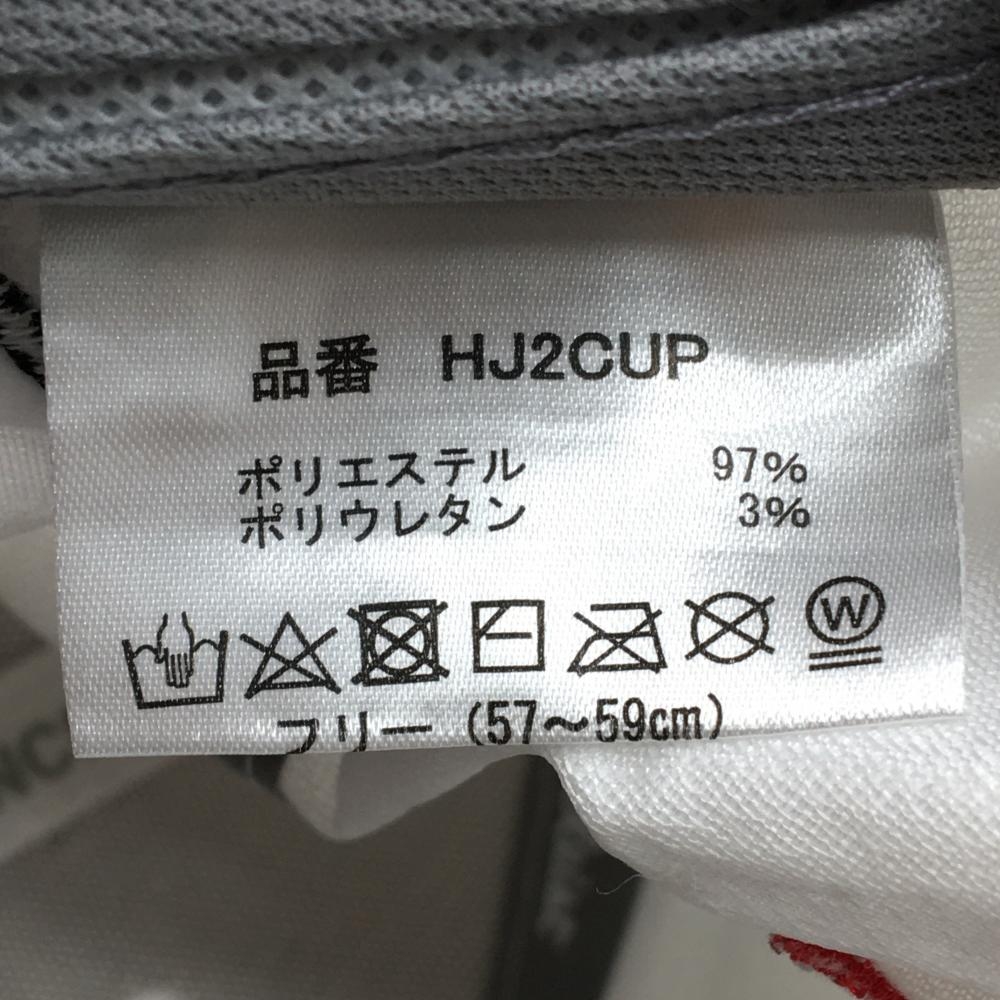 品番 HJ2CUP
ポリエステル 97%
ポリウレタン 3%
W
フリー (57〜59cm)